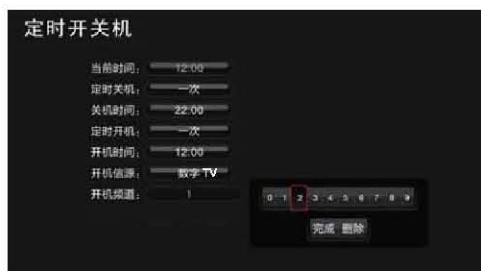 定时开关机
当前时间： 12:00
定时关机： 一次
关机时间： 22:00
定时开机： 一次
开机时间： 12:00
开机信源： 数字 TV
开机频道： 1
0 1 2 3 4 5 6 7 8 9
完成 删除